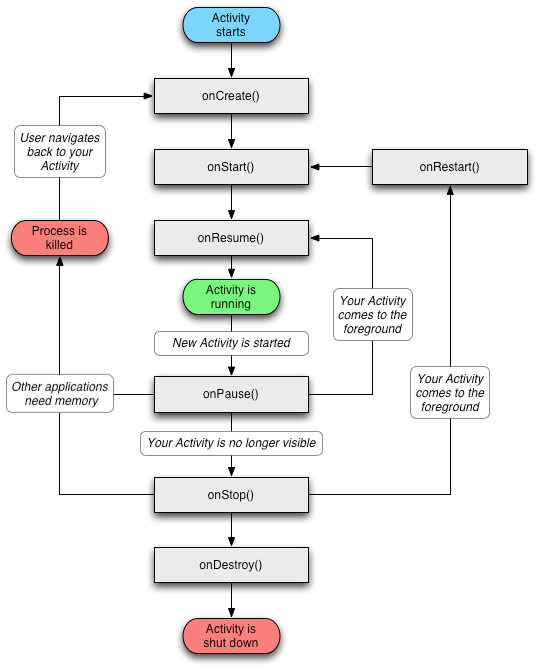 Activity
starts
onCreate()
User navigates
back to your
Activity
onStart()
onRestart()
Process is
killed
onResume()
Activity is
running
Your Activity
comes to the
foreground
New Activity is started
Other applications
need memory
onPause()
Your Activity
comes to the
foreground
Your Activity is no longer visible
onStop()
onDestroy()
Activity is
shut down